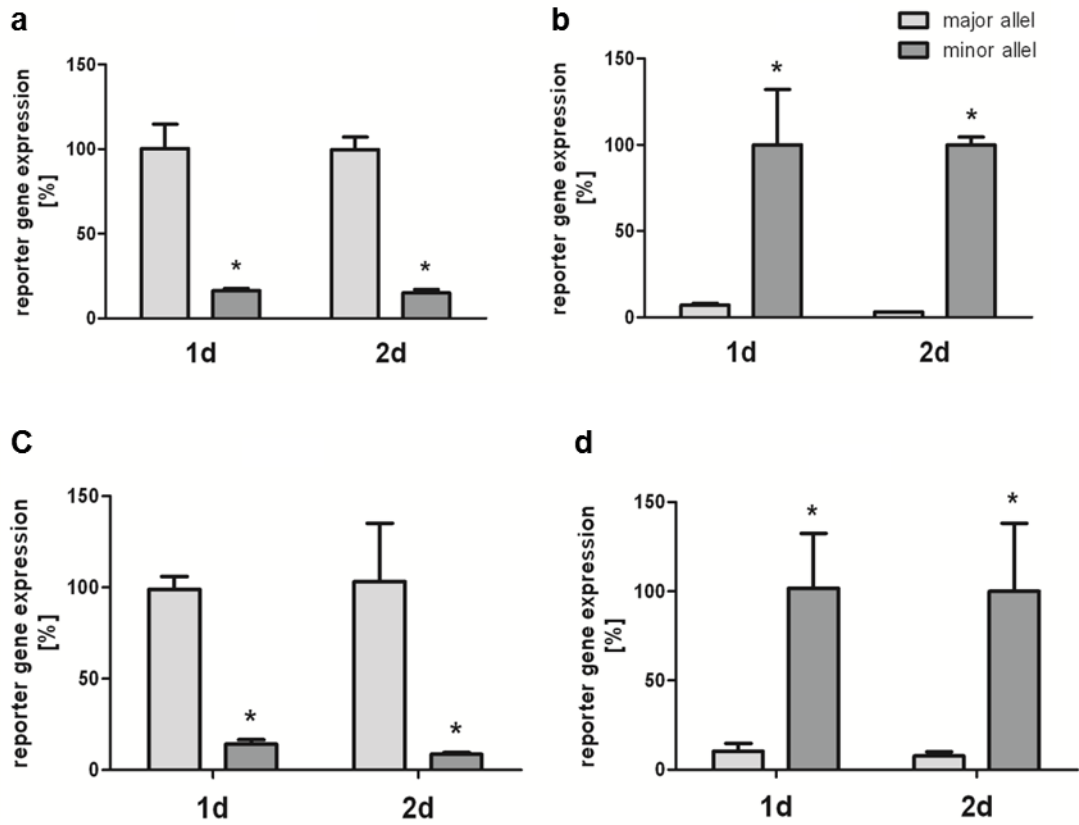 a
reporter gene expression
[%]
150
100
50
0
*
*
1d
2d
b
major allel
minor allel
reporter gene expression
[%]
150
100
50
0
*
*
1d
2d
C
reporter gene expression
[%]
150
100
50
0
*
*
1d
2d
d
reporter gene expression
[%]
150
100
50
0
*
*
1d
2d